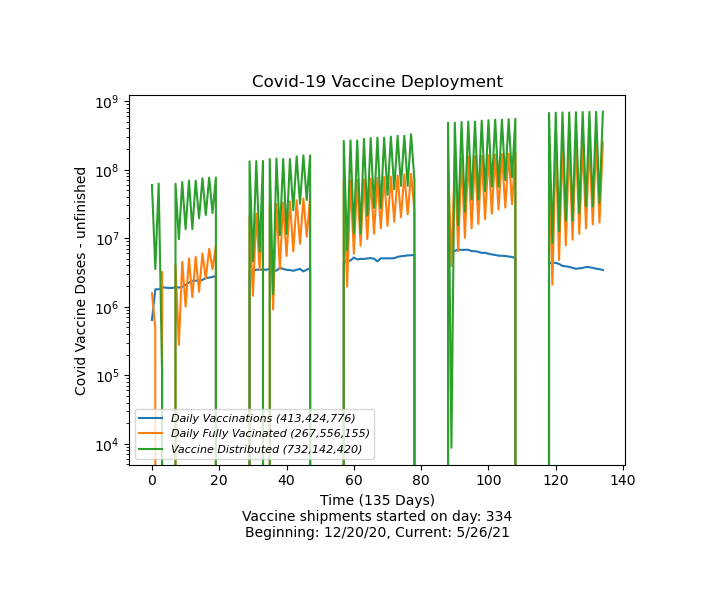 Covid-19 Vaccine Deployment
Covid Vaccine Doses - unfinished
10⁹
10⁸
10⁷
10⁶
10⁵
10⁴
Daily Vaccinations (413,424,776)
Daily Fully Vacinated (267,556,155)
Vaccine Distributed (732,142,420)
0 20 40 60 80 100 120 140
Time (135 Days)
Vaccine shipments started on day: 334
Beginning: 12/20/20, Current: 5/26/21